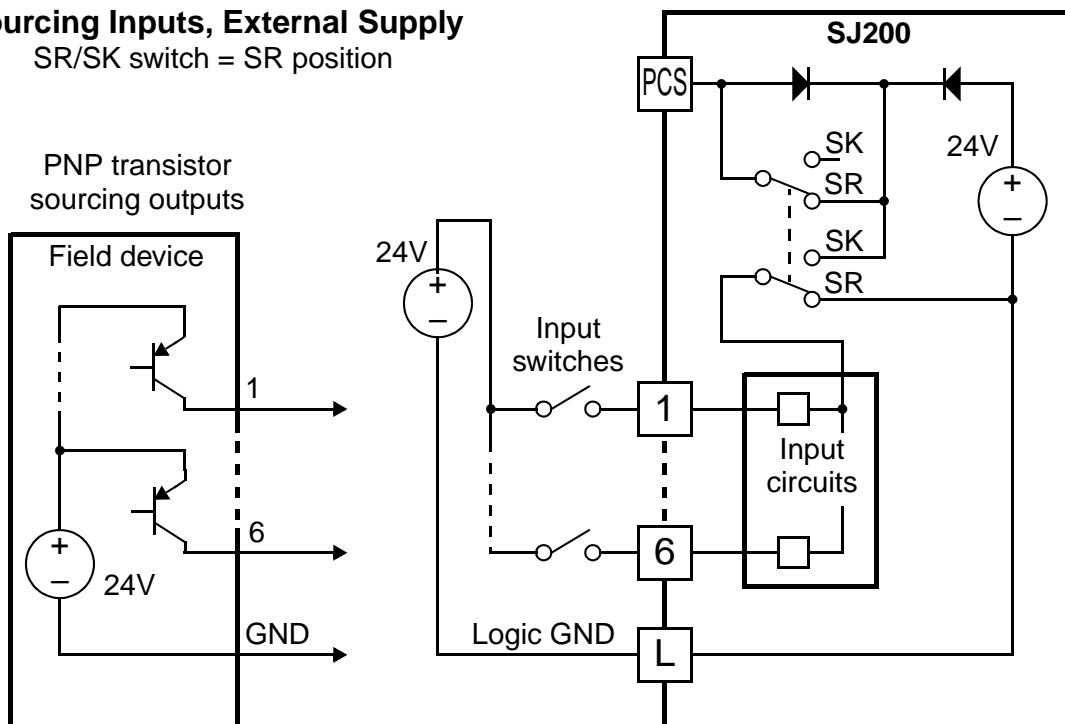 ourcing Inputs, External Supply
SR/SK switch = SR position
SJ200
PCS
SK
SR
24V
+
–
SK
SR
PNP transistor
sourcing outputs
Field device
1
6
+
–
24V
GND
24V
+
–
Input
switches
1
6
Input
circuits
Logic GND
L